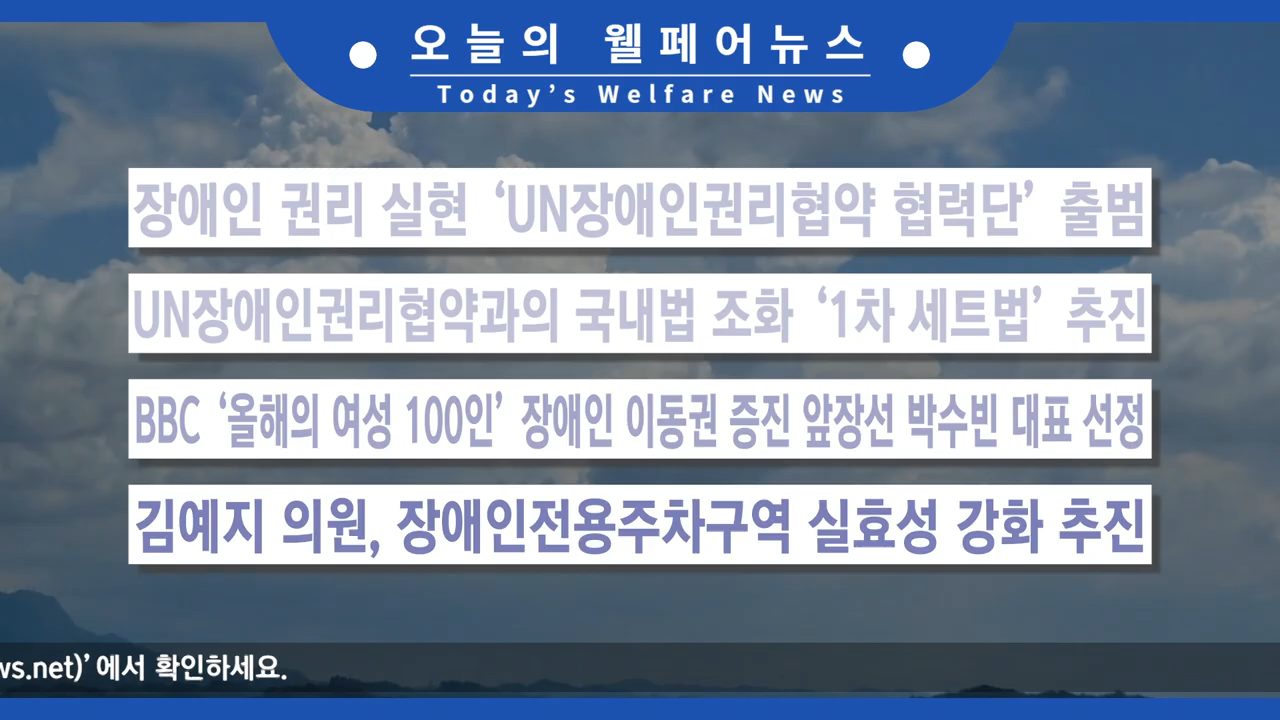 오늘의 웰페어뉴스
Today's Welfare News
장애인 권리 실현 ‘UN장애인권리협약 협력단’ 출범
UN장애인권리협약과의 국내법 조화 ‘1차 세트법’ 추진
BBC ‘올해의 여성 100인’ 장애인 이동권 증진 앞장선 박수빈 대표 선정
김예지 의원, 장애인전용주차구역 실효성 강화 추진
ws.net)’에서 확인하세요.